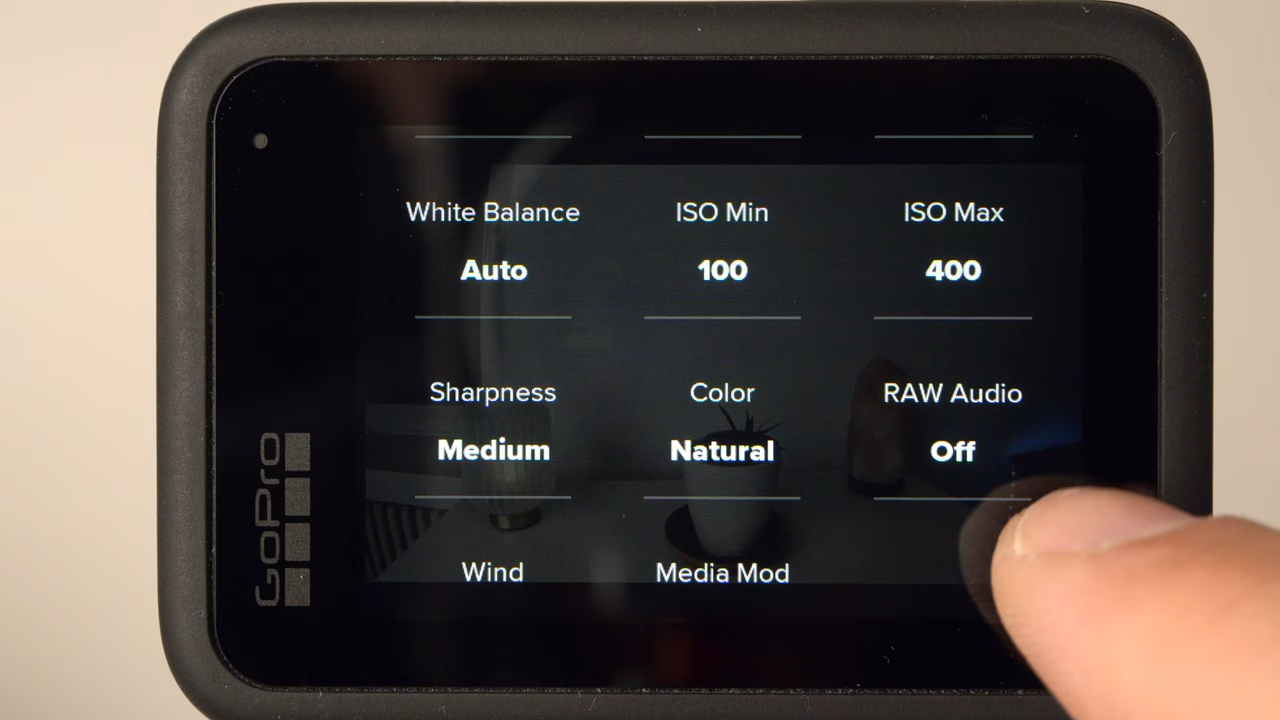 White Balance ISO Min ISO Max
Auto 100 400
Sharpness Color RAW Audio
Medium Natural Off
Wind Media Mod
GoPro